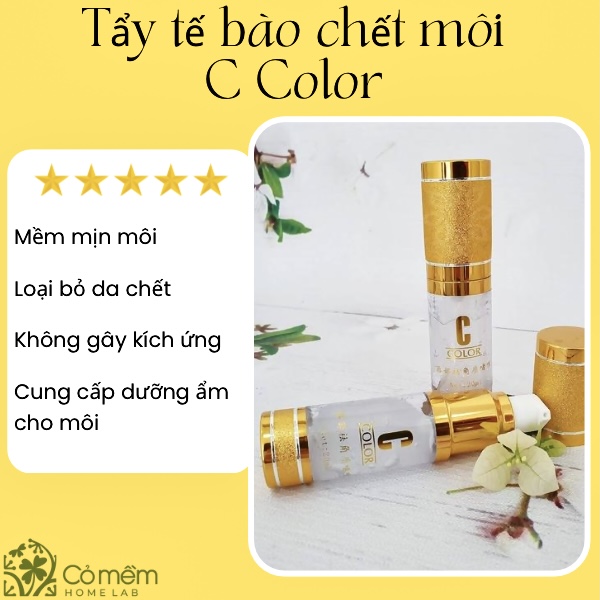 Tẩy tế bào chết môi
C Color
Mềm mịn môi
Loại bỏ da chết
Không gây kích ứng
Cung cấp dưỡng ẩm
cho môi
C
COLOR
C
COLOR
Cỏ mềm
HOME LAB